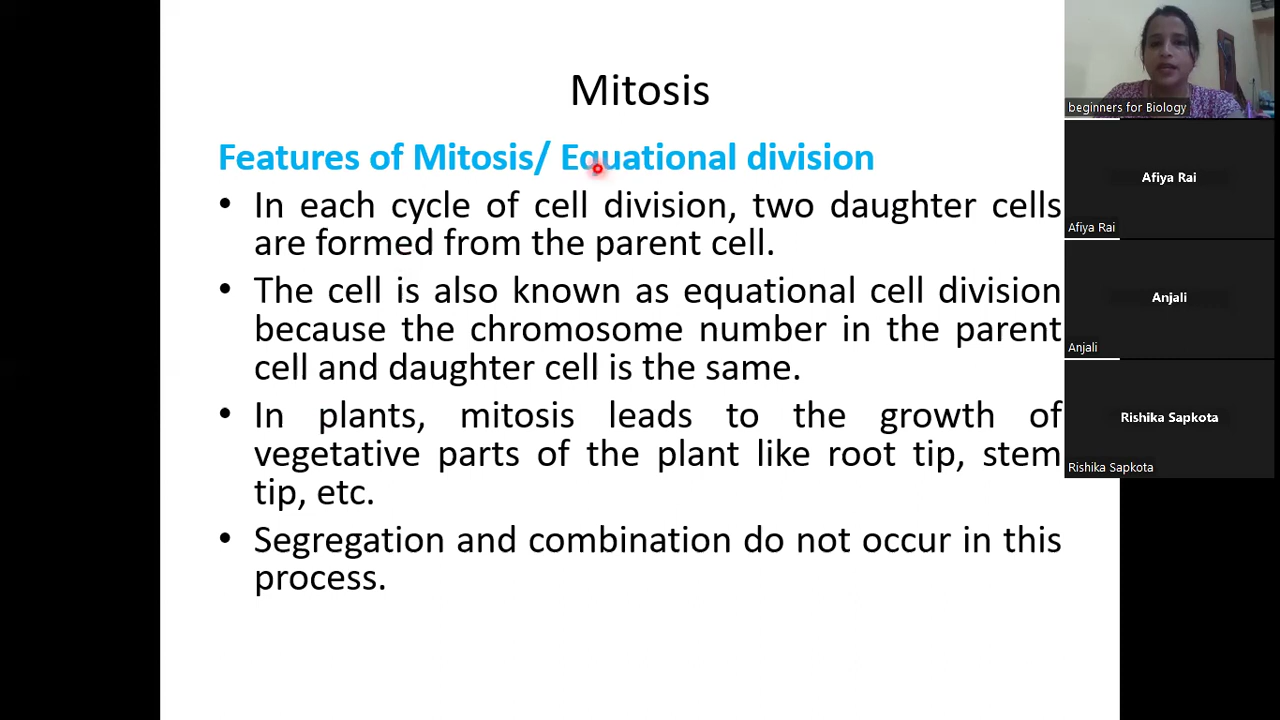 Mitosis
Features of Mitosis/ Equational division
• In each cycle of cell division, two daughter cells
are formed from the parent cell.
• The cell is also known as equational cell division
because the chromosome number in the parent
cell and daughter cell is the same.
• In plants, mitosis leads to the growth of
vegetative parts of the plant like root tip, stem
tip, etc.
• Segregation and combination do not occur in this
process.
beginners for Biology
Afiya Rai
Afiya Rai
Anjali
Anjali
Rishika Sapkota
Rishika Sapkota